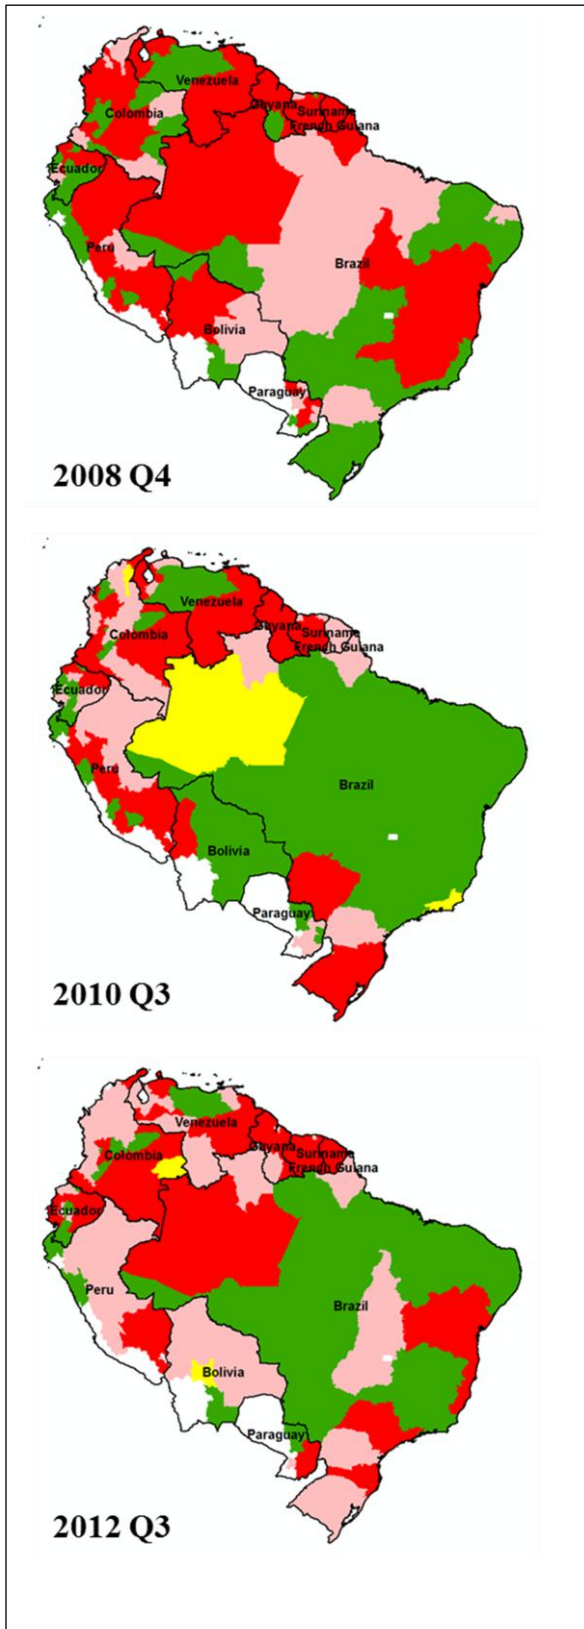 Venezuela
Guyana
Suriname
Colombia
French Guiana
Ecuador
Peru
Brazil
Bolivia
Paraguay
2008 Q4
Venezuela
Guyana
Suriname
Colombia
French Guiana
Ecuador
Peru
Brazil
Bolivia
Paraguay
2010 Q3
Venezuela
Guyana
Suriname
Colombia
French Guiana
Ecuador
Peru
Brazil
Bolivia
Paraguay
2012 Q3